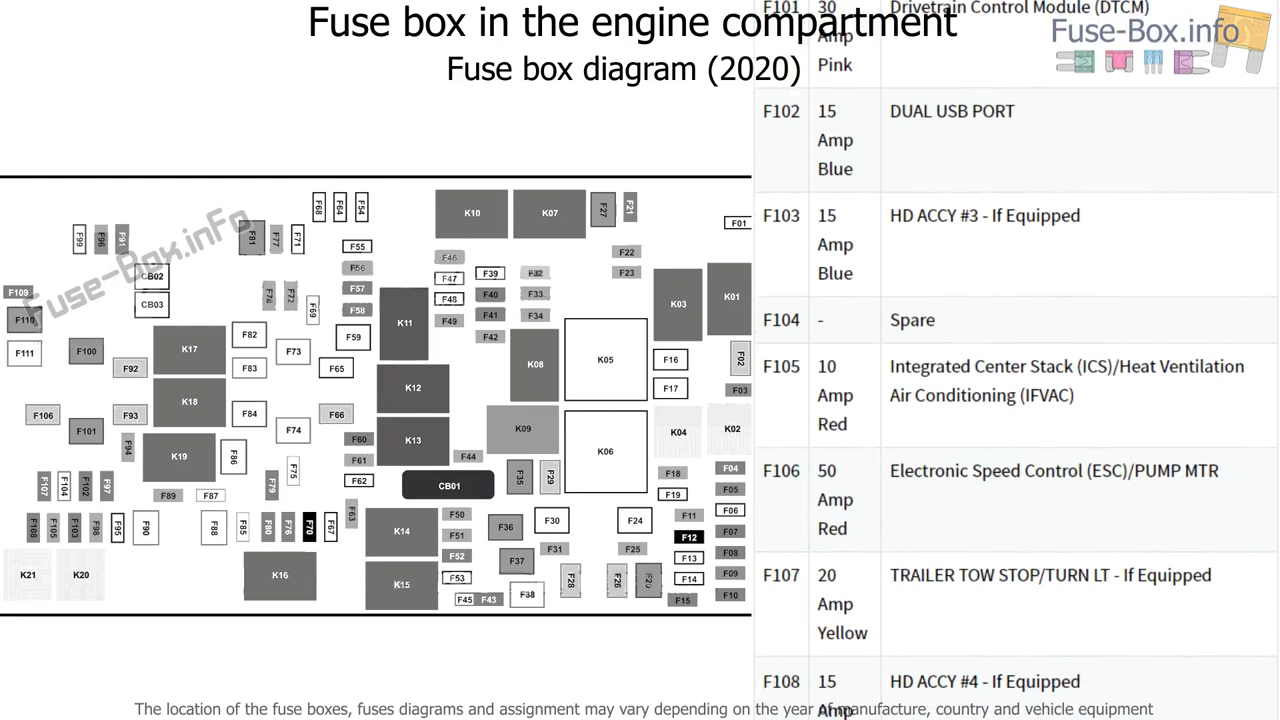 Fuse box in the engine compartment
Fuse box diagram (2020)
Fuse-Box.info
F101 30 Amp Pink Drivetrain Control Module (DTCM)
F102 15 Amp Blue DUAL USB PORT
F103 15 Amp Blue HD ACCY #3 - If Equipped
F104 - Spare
F105 10 Amp Red Integrated Center Stack (ICS)/Heat Ventilation
Air Conditioning (IFVAC)
F106 50 Amp Red Electronic Speed Control (ESC)/PUMP MTR
F107 20 Amp Yellow TRAILER TOW STOP/TURN LT - If Equipped
F108 15 Amp HD ACCY #4 - If Equipped
Fuse-Box.inFo
F68 F64 F54 K10 K07 F27 F21 F01
F99 F96 F91 F81 F77 F71 F55
F22 F23
CB02 F56 F46 F39 F32
CB03 F78 F72 F69 F57 F47 F40 F33
F109 F110 F58 F48 F41 F34
F111 F100 F92 K17 F82 F73 F59 K11 F49 F42
K03 K01 K05 F16 F02
F83 F65 K08 F17 F03
K18 K12
F106 F93 F84 F66 K09 K04 K02
F101 F94 F74 F60 K13 K06
K19 F86 F75 F61 F44
F107 F104 F102 F97 F79 F62 CB01 F35 F29 F18 F04
F89 F87 F19 F05
F108 F105 F103 F98 F95 F90 F88 F85 F80 F76 F70 F67 F63
K14 F50 F36 F30 F24 F11 F06
F51 F12 F07
K21 K20 K16 F52 F37 F31 F25 F13 F08
K15 F53 F28 F26 F20 F14 F09
F45 F43 F38 F15 F10
The location of the fuse boxes, fuses diagrams and assignment may vary depending on the year of manufacture, country and vehicle equipment